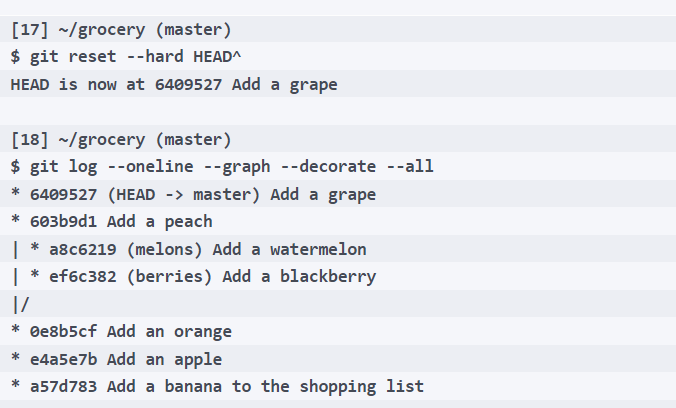 [17] ~/grocery (master)
$ git reset --hard HEAD^
HEAD is now at 6409527 Add a grape
[18] ~/grocery (master)
$ git log --oneline --graph --decorate --all
* 6409527 (HEAD -> master) Add a grape
* 603b9d1 Add a peach
| * a8c6219 (melons) Add a watermelon
| * ef6c382 (berries) Add a blackberry
|/
* 0e8b5cf Add an orange
* e4a5e7b Add an apple
* a57d783 Add a banana to the shopping list